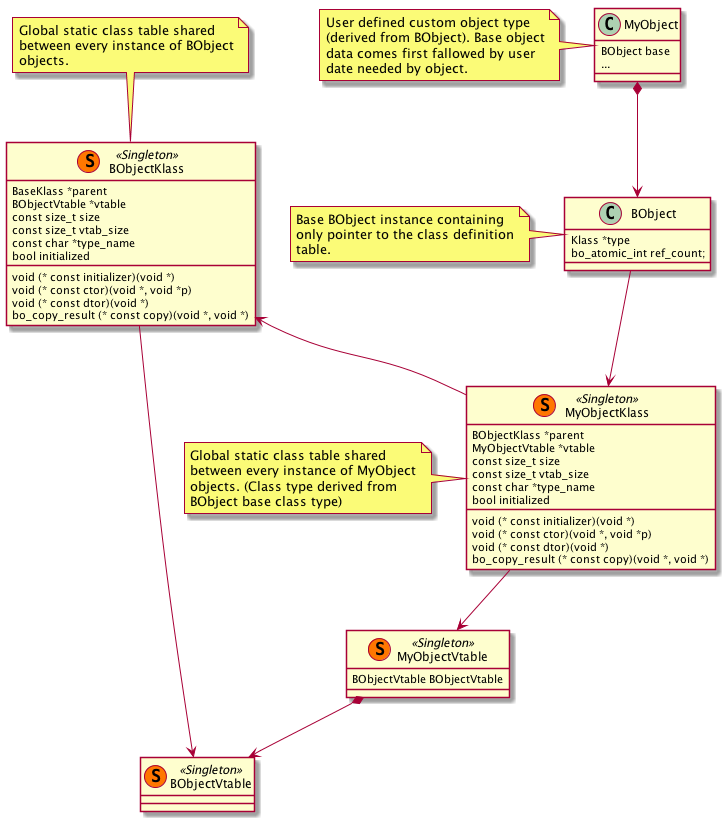 Global static class table shared
between every instance of BObject
objects.
User defined custom object type
(derived from BObject). Base object
data comes first fallowed by user
date needed by object.
C MyObject
BObject base
...
S «Singleton»
BObjectKlass
BaseKlass *parent
BObjectVtable *vtable
const size_t size
const size_t vtab_size
const char *type_name
bool initialized
void (* const initializer)(void *)
void (* const ctor)(void *, void *p)
void (* const dtor)(void *)
bo_copy_result (* const copy)(void *, void *)
Base BObject instance containing
only pointer to the class definition
table.
C BObject
Klass *type
bo_atomic_int ref_count;
S «Singleton»
MyObjectKlass
BObjectKlass *parent
MyObjectVtable *vtable
const size_t size
const size_t vtab_size
const char *type_name
bool initialized
void (* const initializer)(void *)
void (* const ctor)(void *, void *p)
void (* const dtor)(void *)
bo_copy_result (* const copy)(void *, void *)
Global static class table shared
between every instance of MyObject
objects. (Class type derived from
BObject base class type)
S «Singleton»
MyObjectVtable
BObjectVtable BObjectVtable
S «Singleton»
BObjectVtable